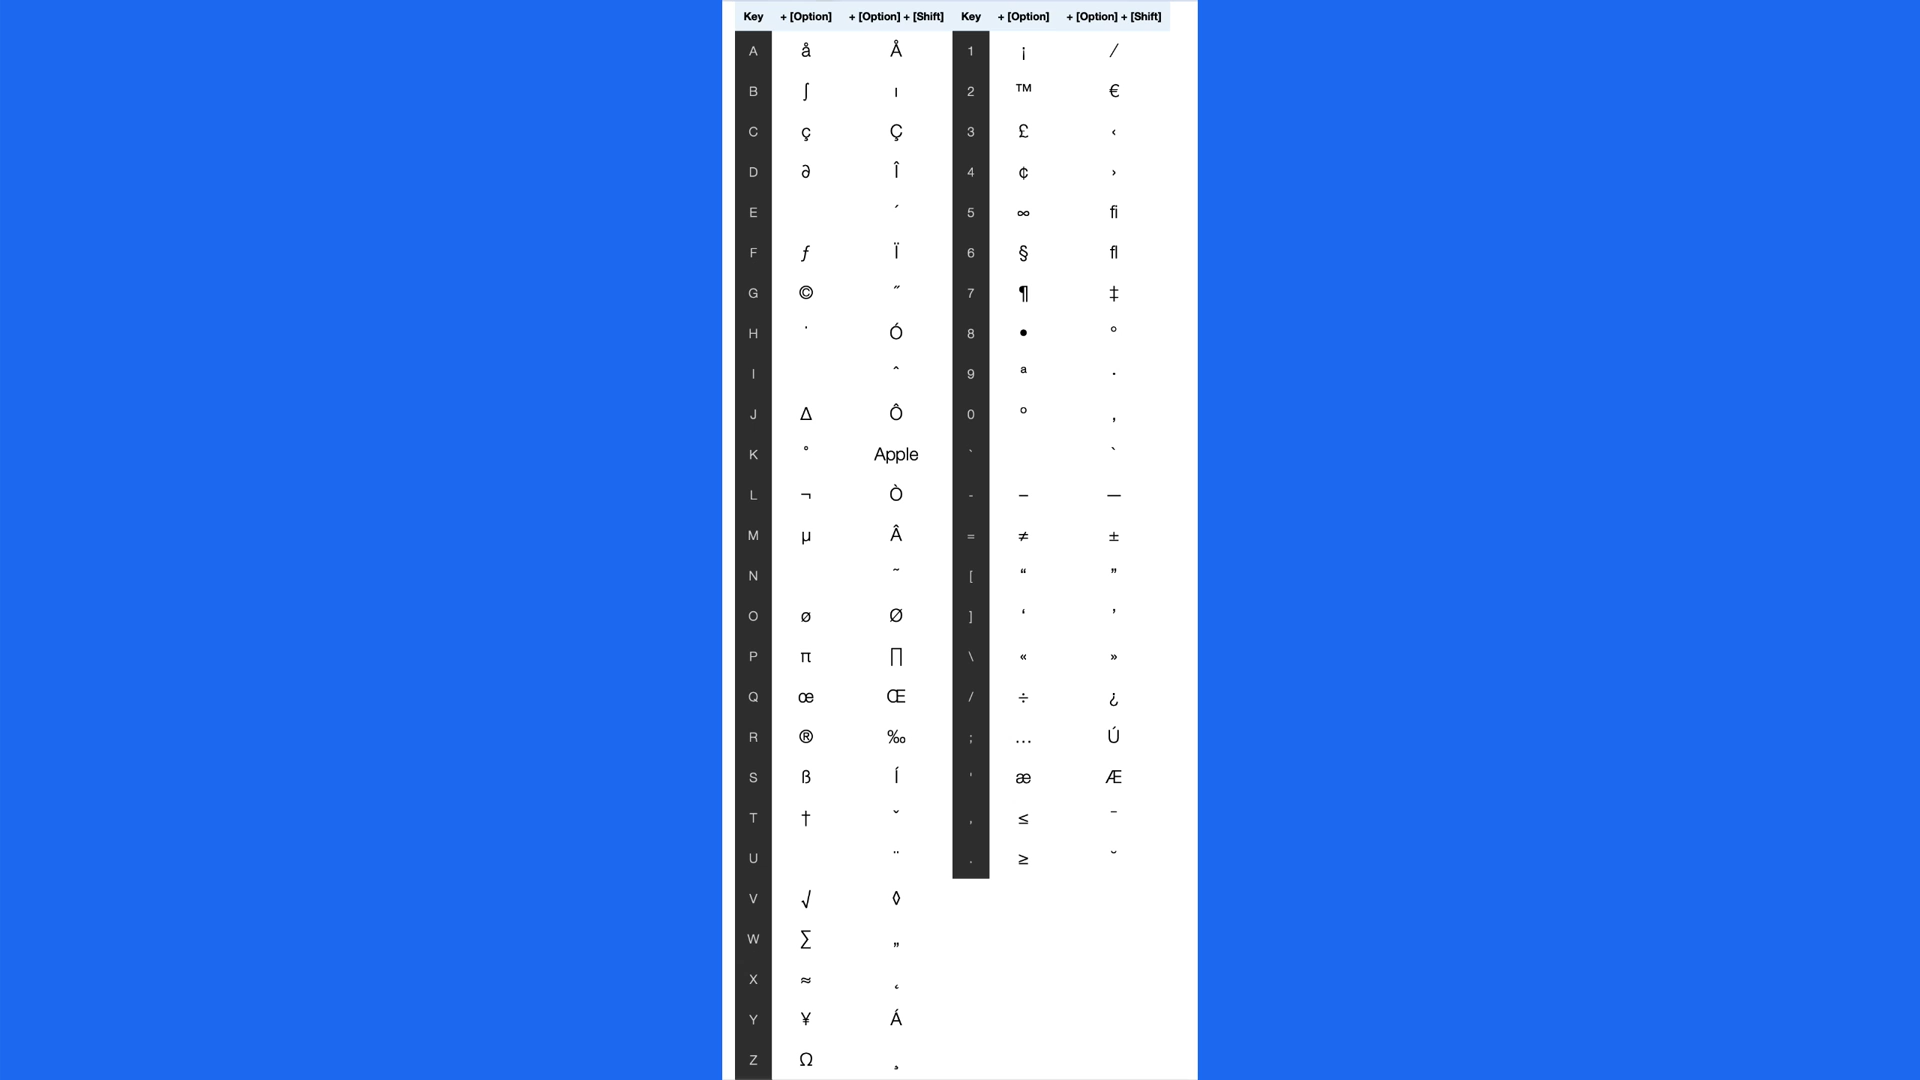 Key + [Option] + [Option] + [Shift] Key + [Option] + [Option] + [Shift]
A å Å 1 ¡ ⁄
B ∫ ı 2 ™ €
C ç Ç 3 £ ‹
D ∂ Î 4 ¢ ›
E ´ 5 ∞ ﬁ
F ƒ Ï 6 § ﬂ
G © ˝ 7 ¶ ‡
H ˙ Ó 8 • °
I ˆ 9 ª ·
J ∆ Ô 0 º ‚
K ˚ Apple ` `
L ¬ Ò - – —
M µ Â = ≠ ±
N ˜ [ “ ”
O ø Ø ] ‘ ’
P π ∏ \ « »
Q œ Œ / ÷ ¿
R ® ‰ ; … Ú
S ß Í ' æ Æ
T † ˇ , ≤ ¯
U ¨ . ≥ ˘
V √ ◊
W ∑ „
X ≈ ˛
Y ¥ Á
Z Ω ¸